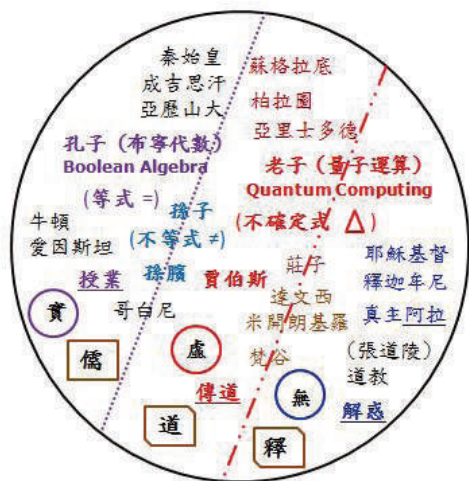 秦始皇
成吉思汗
亞歷山大
孔子（布寧代數）
Boolean Algebra
(等式 =)
牛頓
愛因斯坦
授業
實
哥白尼
儒
孫子
(不等式 ≠)
孫臏
蘇格拉底
柏拉圖
亞里士多德
老子（量子運算）
Quantum Computing
(不確定式 Δ)
賈伯斯
莊子
達文西
米開朗基羅
梵谷
虛
傳道
道
耶穌基督
釋迦牟尼
真主阿拉
（張道陵）
道教
無
解惑
釋